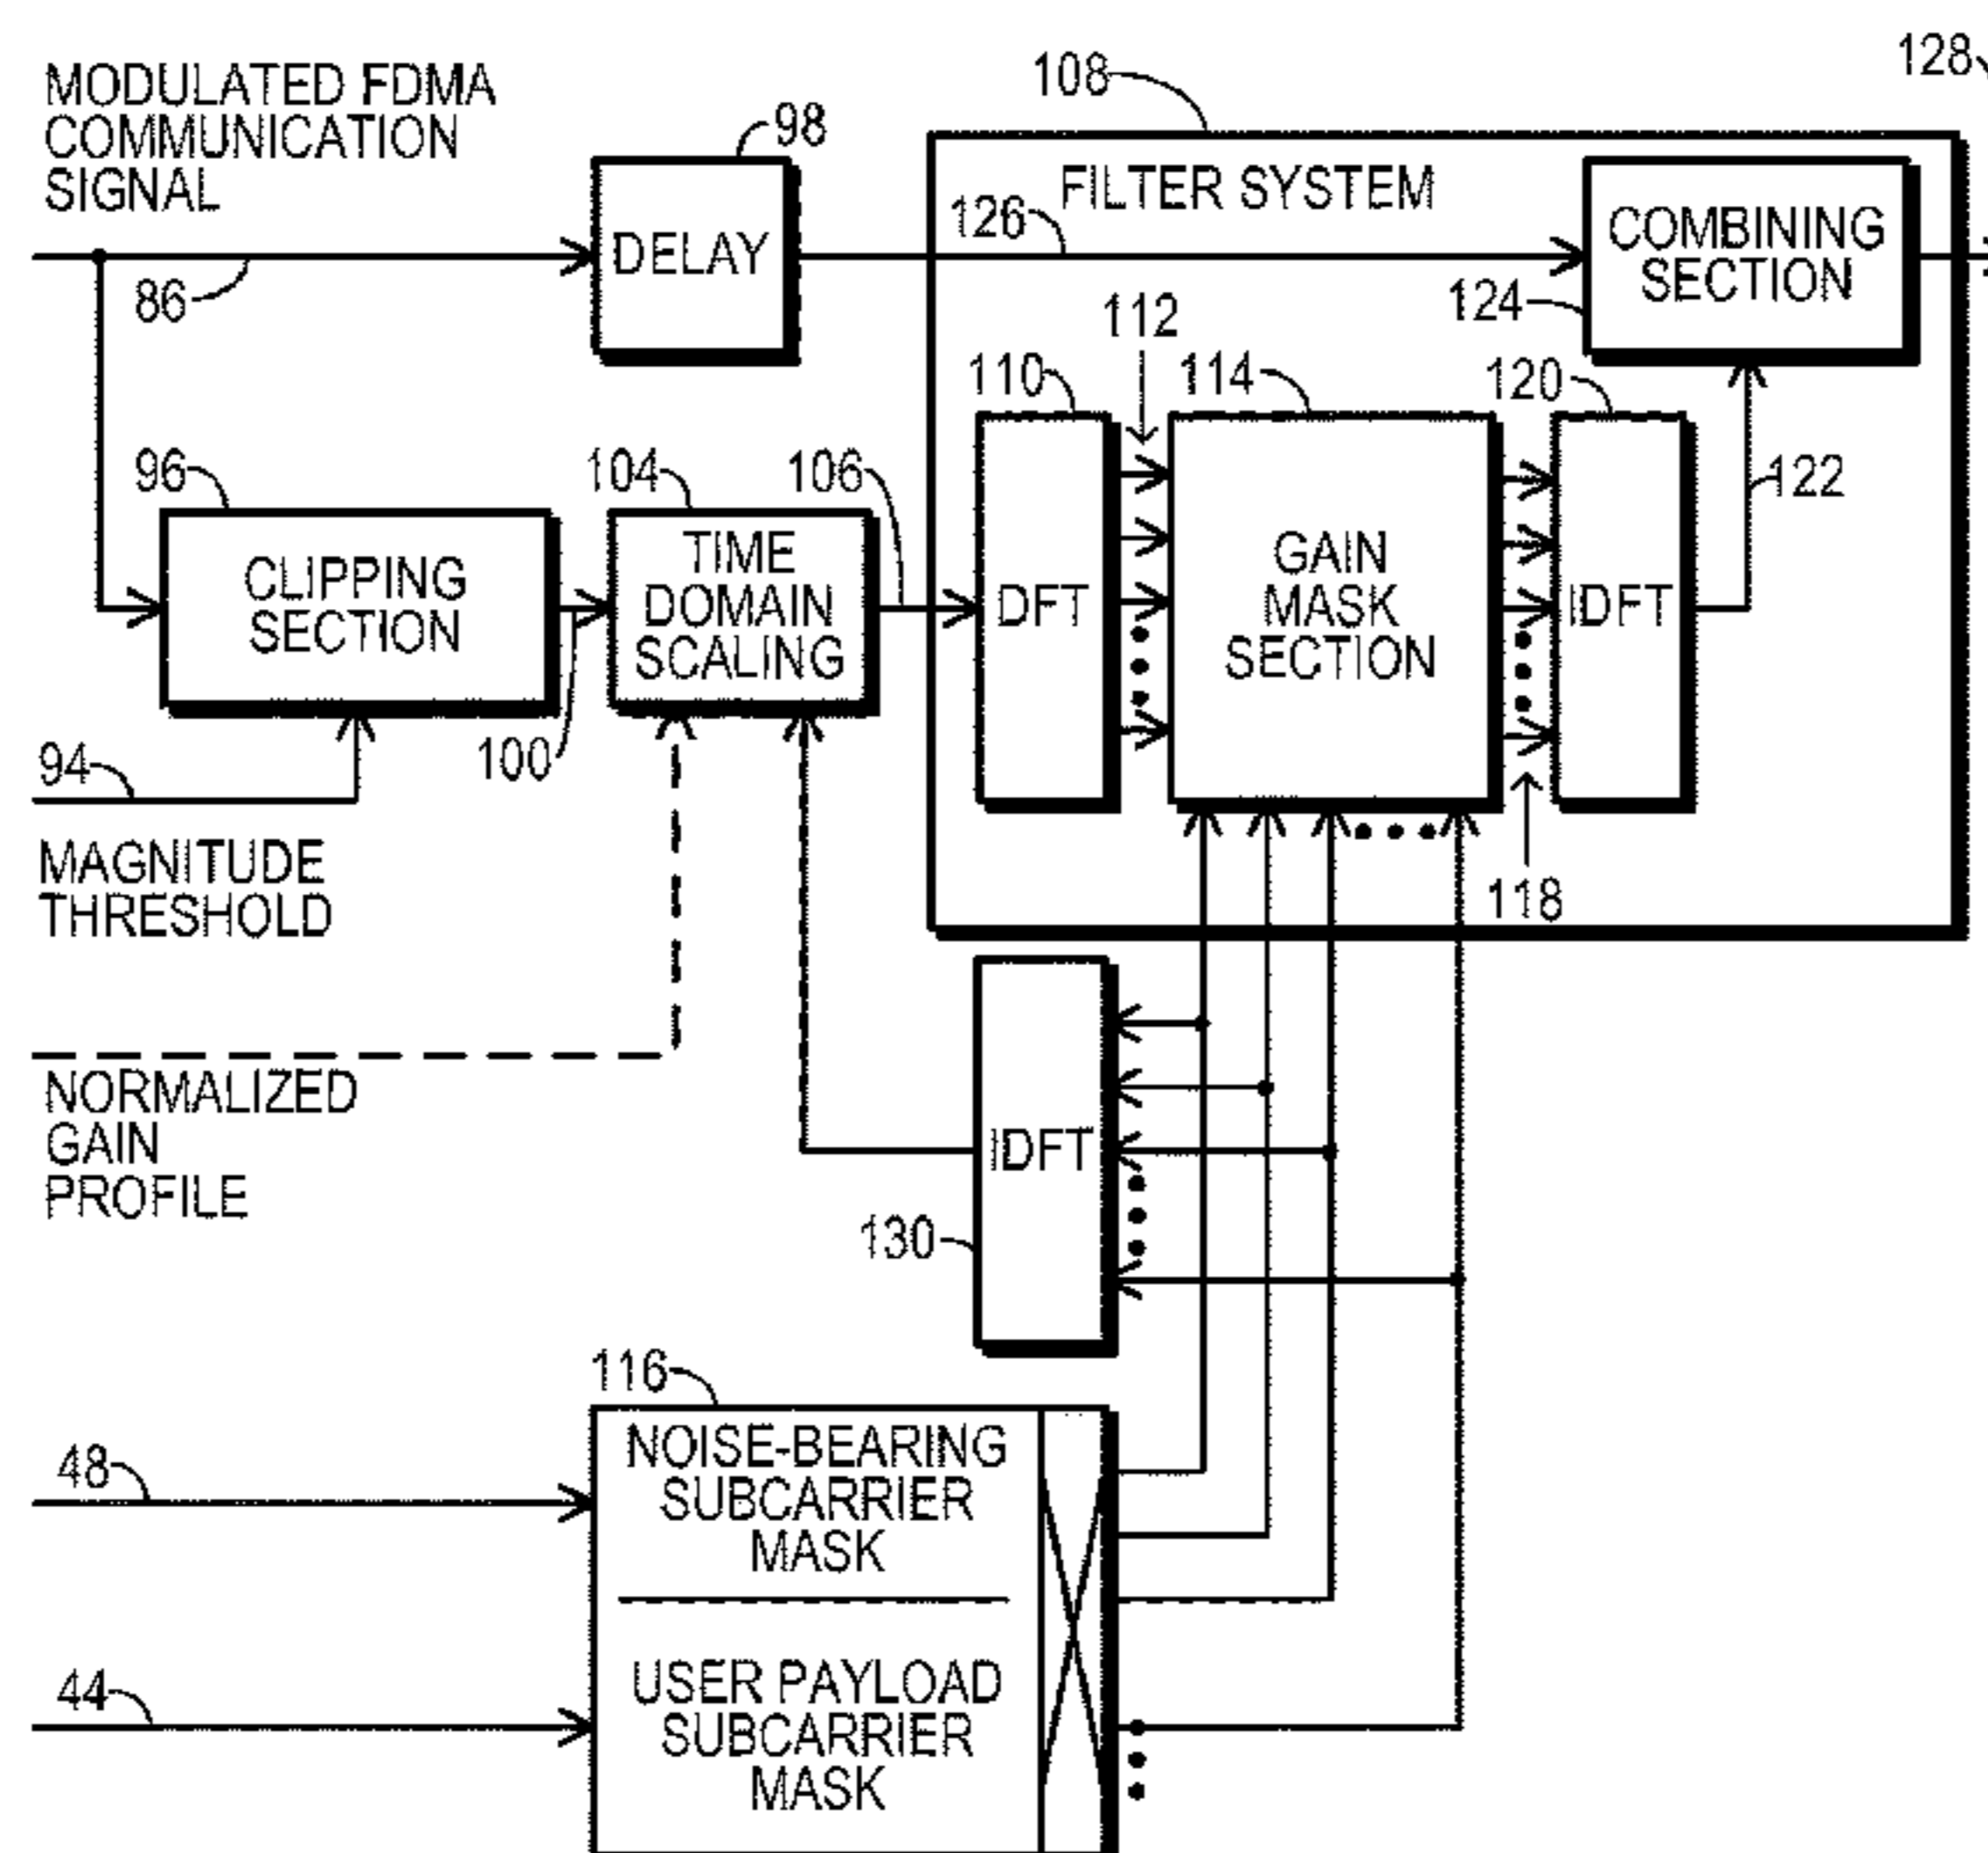 MODULATED FDMA
COMMUNICATION
SIGNAL
86
98
DELAY
108
FILTER SYSTEM
126
128
COMBINING
SECTION
124
112
110
114
120
122
96
CLIPPING
SECTION
104
TIME
DOMAIN
SCALING
106
100
DFT
GAIN
MASK
SECTION
IDFT
118
94
MAGNITUDE
THRESHOLD
NORMALIZED
GAIN
PROFILE
IDFT
130
116
48
NOISE-BEARING
SUBCARRIER
MASK
44
USER PAYLOAD
SUBCARRIER
MASK